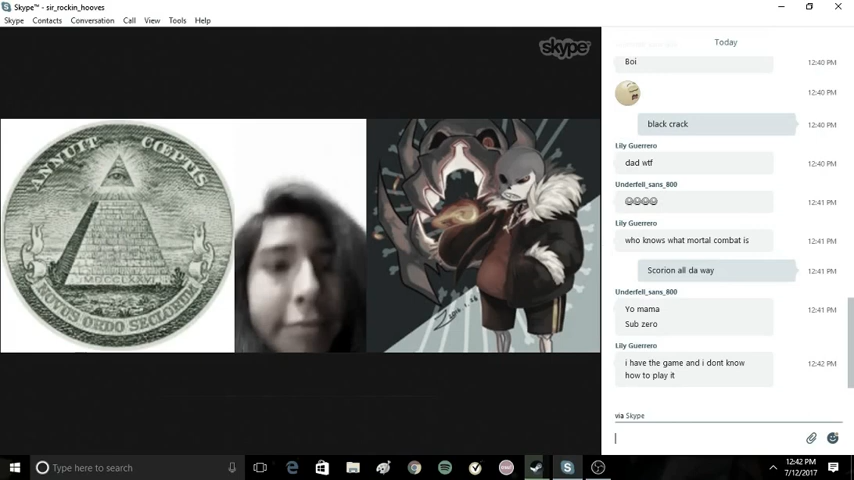 Skype™ - sir_rockin_hooves
Skype Contacts Conversation Call View Tools Help
skype
ANNUIT CŒPTIS
MDCCLXXVI
NOVUS ORDO SECLORUM
Today
Boi
12:40 PM
12:40 PM
black crack
12:40 PM
Lily Guerrero
dad wtf
12:40 PM
Underfell_sans_800
12:41 PM
Lily Guerrero
who knows what mortal combat is
12:41 PM
Scorion all da way
12:41 PM
Underfell_sans_800
Yo mama
12:41 PM
Sub zero
Lily Guerrero
i have the game and i dont know
12:42 PM
how to play it
via Skype
Type here to search
12:42 PM
7/12/2017